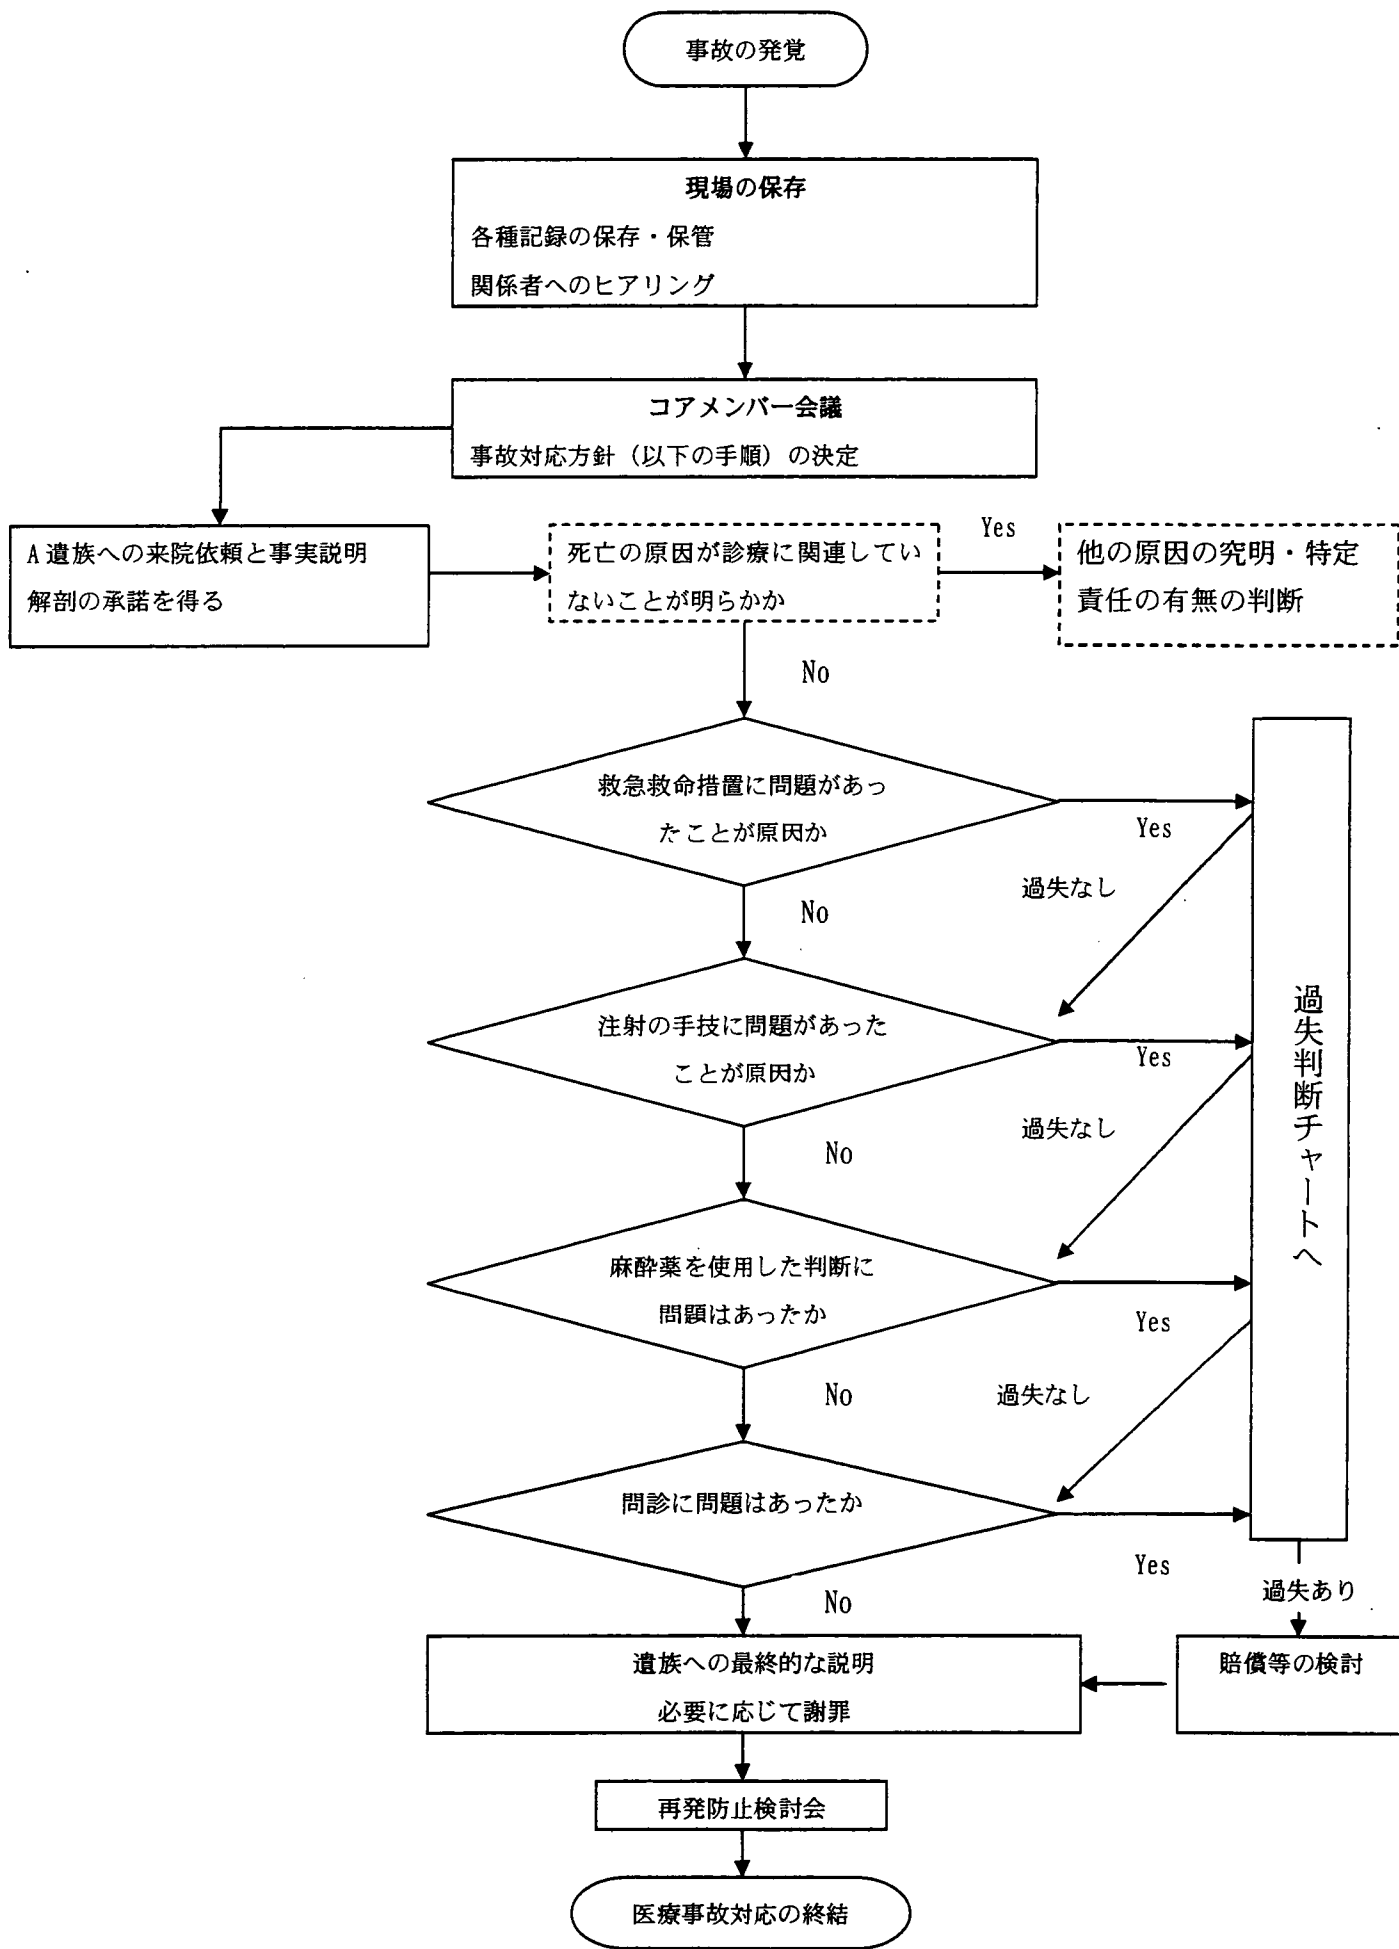 事故の発覚
現場の保存
各種記録の保存・保管
関係者へのヒアリング
コアメンバー会議
事故対応方針（以下の手順）の決定
A遺族への来院依頼と事実説明
解剖の承諾を得る
死亡の原因が診療に関連してい
ないことが明らかか
Yes
他の原因の究明・特定
責任の有無の判断
No
救急救命措置に問題があっ
たことが原因か
Yes
過失なし
No
注射の手技に問題があった
ことが原因か
Yes
過失なし
No
麻酔薬を使用した判断に
問題はあったか
Yes
過失なし
No
問診に問題はあったか
Yes
No
過失判断チャートへ
過失あり
賠償等の検討
遺族への最終的な説明
必要に応じて謝罪
再発防止検討会
医療事故対応の終結